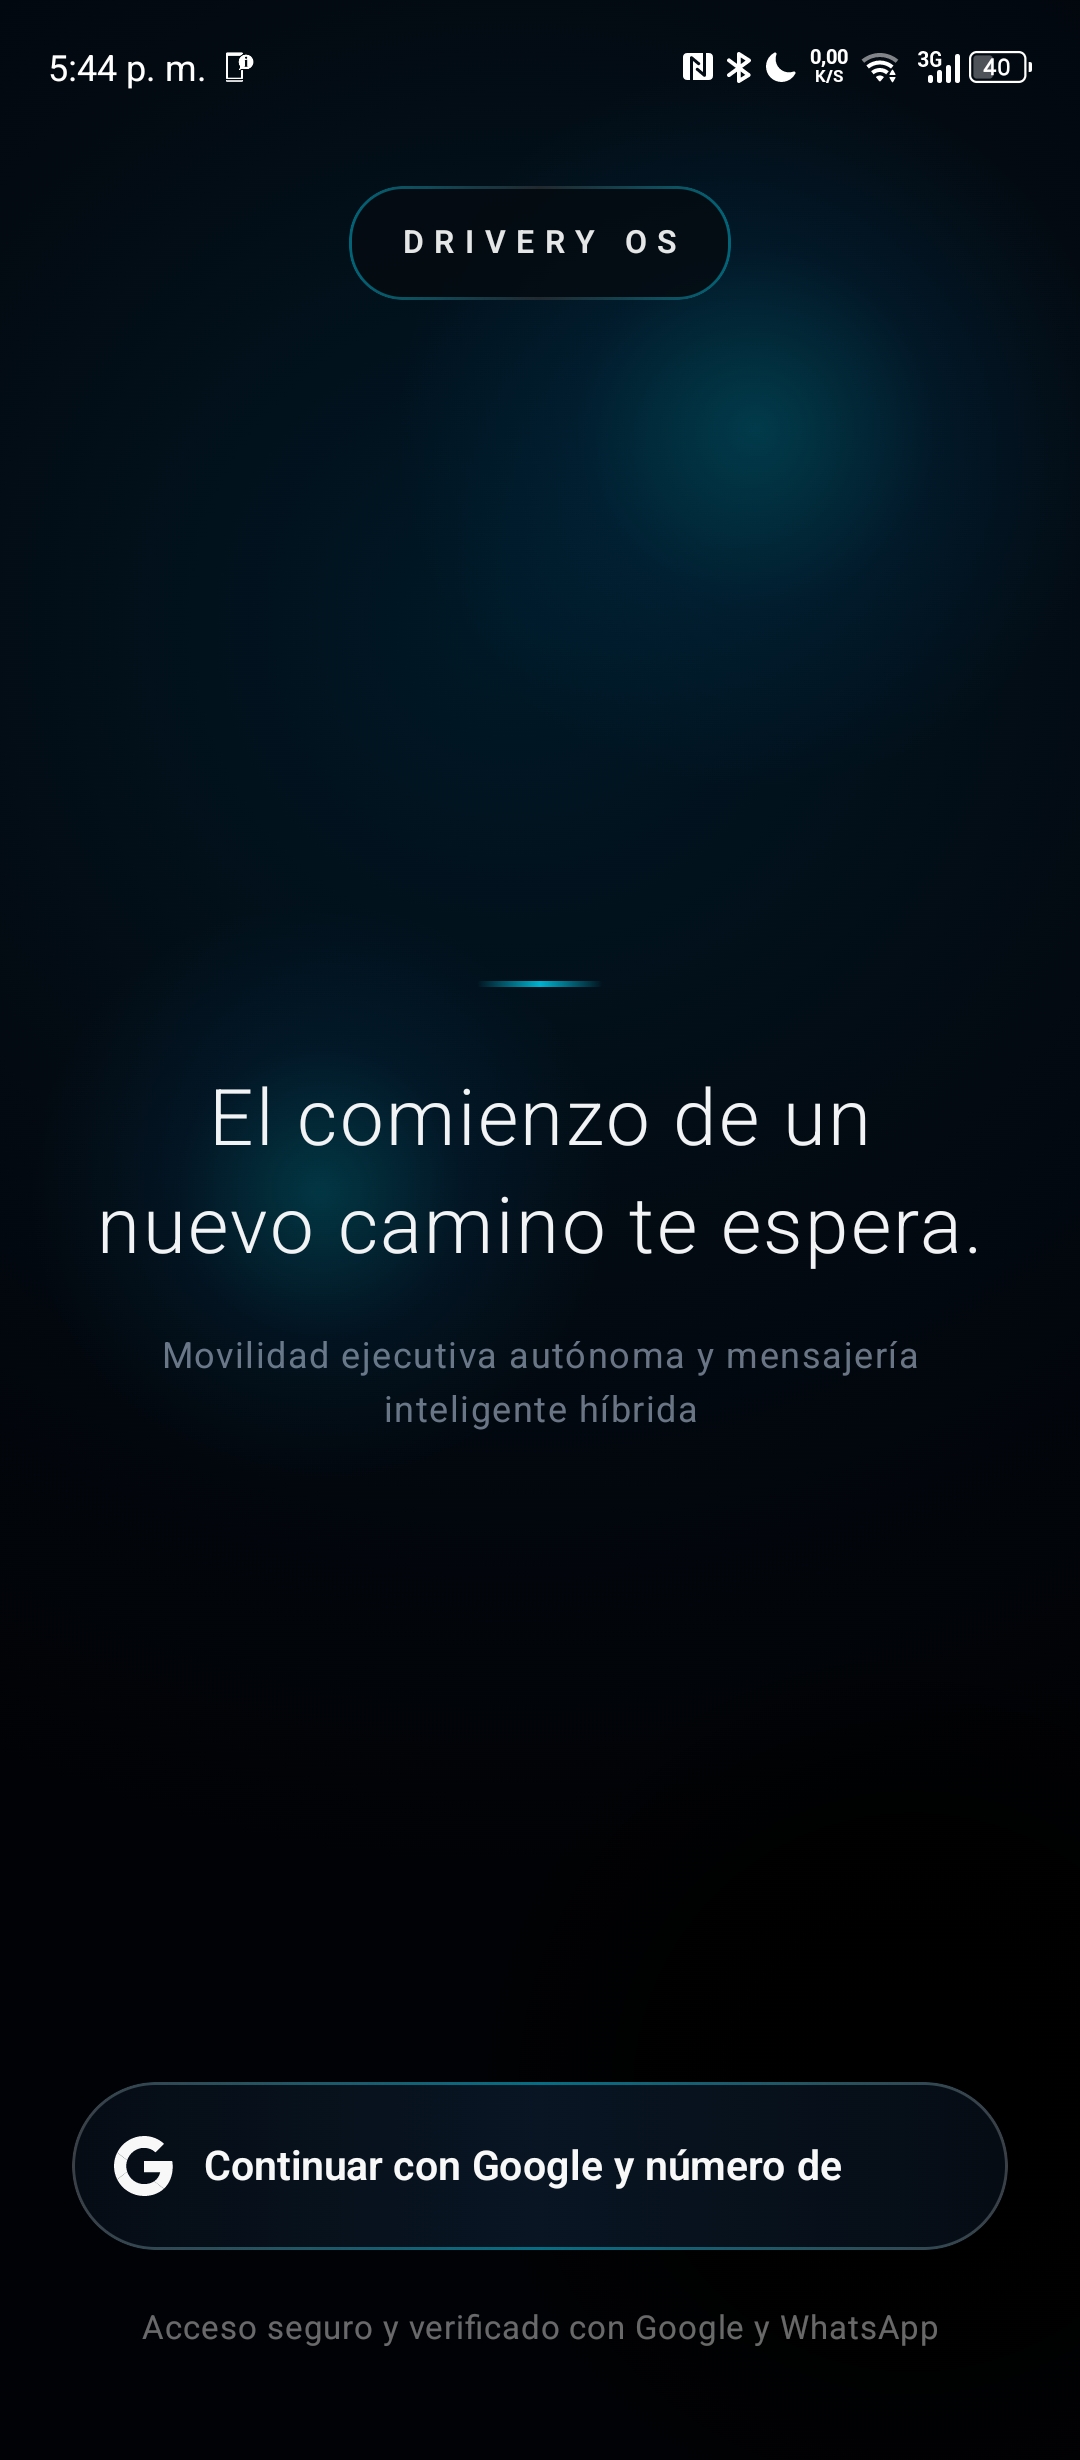 5:44 p. m.
0,00
K/S
3G
40
DRIVERY OS
El comienzo de un
nuevo camino te espera.
Movilidad ejecutiva autónoma y mensajería
inteligente híbrida
Continuar con Google y número de
Acceso seguro y verificado con Google y WhatsApp